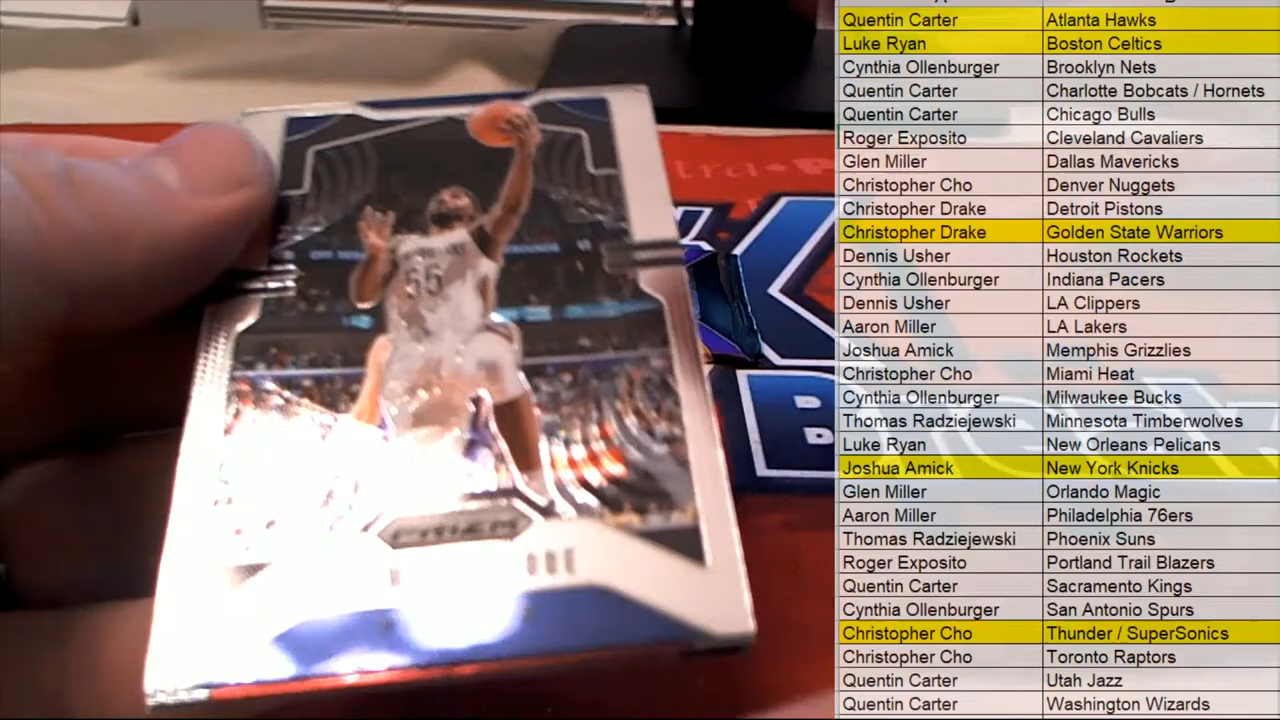 PRIZM
55
Quentin Carter Atlanta Hawks
Luke Ryan Boston Celtics
Cynthia Ollenburger Brooklyn Nets
Quentin Carter Charlotte Bobcats / Hornets
Quentin Carter Chicago Bulls
Roger Exposito Cleveland Cavaliers
Glen Miller Dallas Mavericks
Christopher Cho Denver Nuggets
Christopher Drake Detroit Pistons
Christopher Drake Golden State Warriors
Dennis Usher Houston Rockets
Cynthia Ollenburger Indiana Pacers
Dennis Usher LA Clippers
Aaron Miller LA Lakers
Joshua Amick Memphis Grizzlies
Christopher Cho Miami Heat
Cynthia Ollenburger Milwaukee Bucks
Thomas Radziejewski Minnesota Timberwolves
Luke Ryan New Orleans Pelicans
Joshua Amick New York Knicks
Glen Miller Orlando Magic
Aaron Miller Philadelphia 76ers
Thomas Radziejewski Phoenix Suns
Roger Exposito Portland Trail Blazers
Quentin Carter Sacramento Kings
Cynthia Ollenburger San Antonio Spurs
Christopher Cho Thunder / SuperSonics
Christopher Cho Toronto Raptors
Quentin Carter Utah Jazz
Quentin Carter Washington Wizards